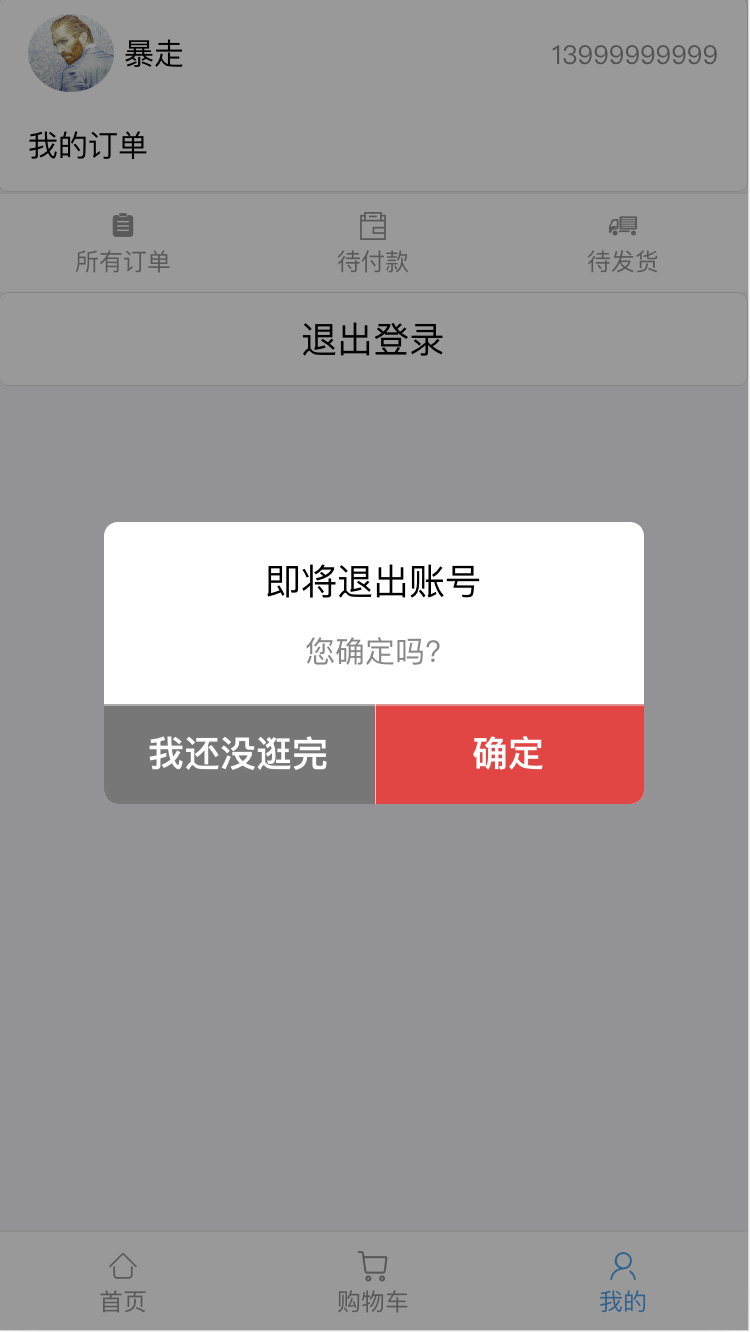 暴走
13999999999
我的订单
所有订单
待付款
待发货
退出登录
即将退出账号
您确定吗?
我还没逛完
确定
首页
购物车
我的